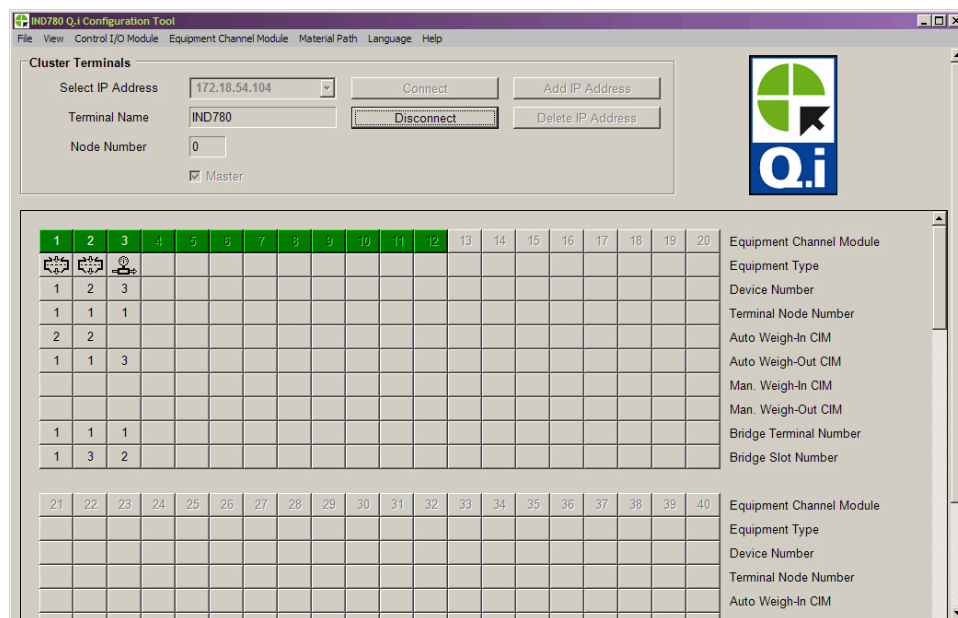 IND780 Q.i Configuration Tool
File View Control I/O Module Equipment Channel Module Material Path Language Help
Cluster Terminals
Select IP Address 172.18.54.104 Connect Add IP Address
Terminal Name IND780 Disconnect Delete IP Address
Node Number 0
Master
Q.i
1 2 3 4 5 6 7 8 9 10 11 12 13 14 15 16 17 18 19 20 Equipment Channel Module
Equipment Type
1 2 3 Device Number
1 1 1 Terminal Node Number
2 2 Auto Weigh-In CIM
1 1 3 Auto Weigh-Out CIM
Man. Weigh-In CIM
Man. Weigh-Out CIM
1 1 1 Bridge Terminal Number
1 3 2 Bridge Slot Number
21 22 23 24 25 26 27 28 29 30 31 32 33 34 35 36 37 38 39 40 Equipment Channel Module
Equipment Type
Device Number
Terminal Node Number
Auto Weigh-In CIM